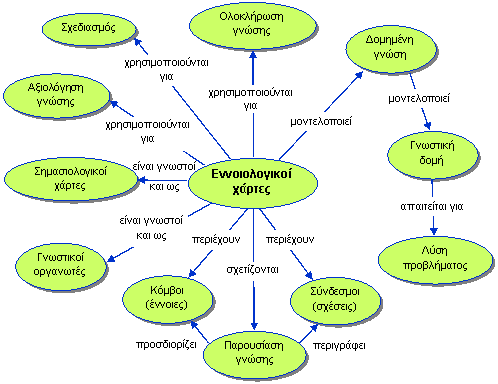 Σχεδιασμός
Ολοκλήρωση
γνώσης
Δομημένη
γνώση
χρησιμοποιούνται
για
Αξιολόγηση
γνώσης
χρησιμοποιούνται
για
μοντελοποιεί
χρησιμοποιούνται
για
μοντελοποιεί
Γνωστική
δομή
Σημασιολογικοί
χάρτες
είναι γνωστοί
και ως
Εννοιολογικοί
χάρτες
απαιτείται για
είναι γνωστοί
και ως
Γνωστικοί
οργανωτές
περιέχουν
περιέχουν
Λύση
προβλήματος
σχετίζονται
Κόμβοι
(έννοιες)
Σύνδεσμοι
(σχέσεις)
προσδιορίζει
Παρουσίαση
γνώσης
περιγράφει